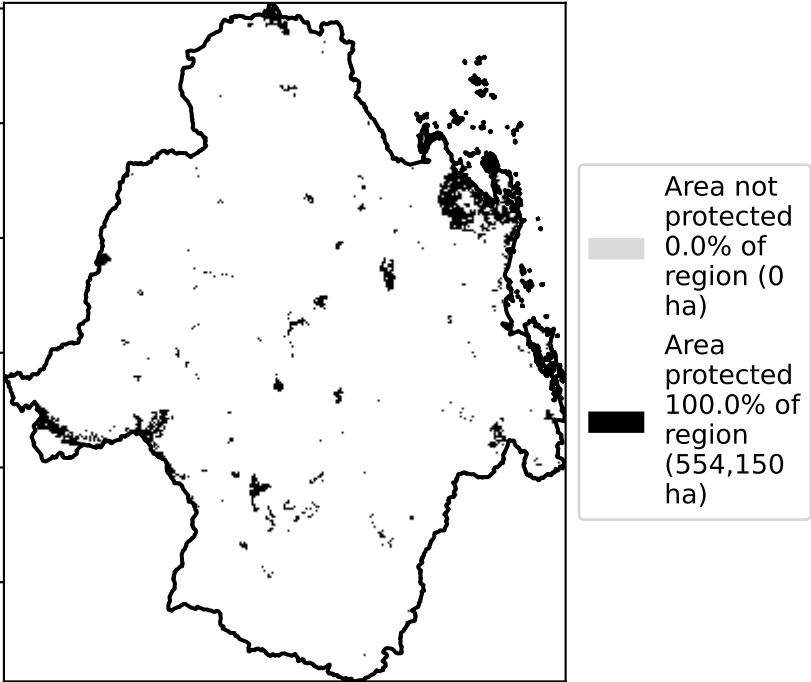 Area not
protected
0.0% of
region (0
ha)
Area
protected
100.0% of
region
(554,150
ha)